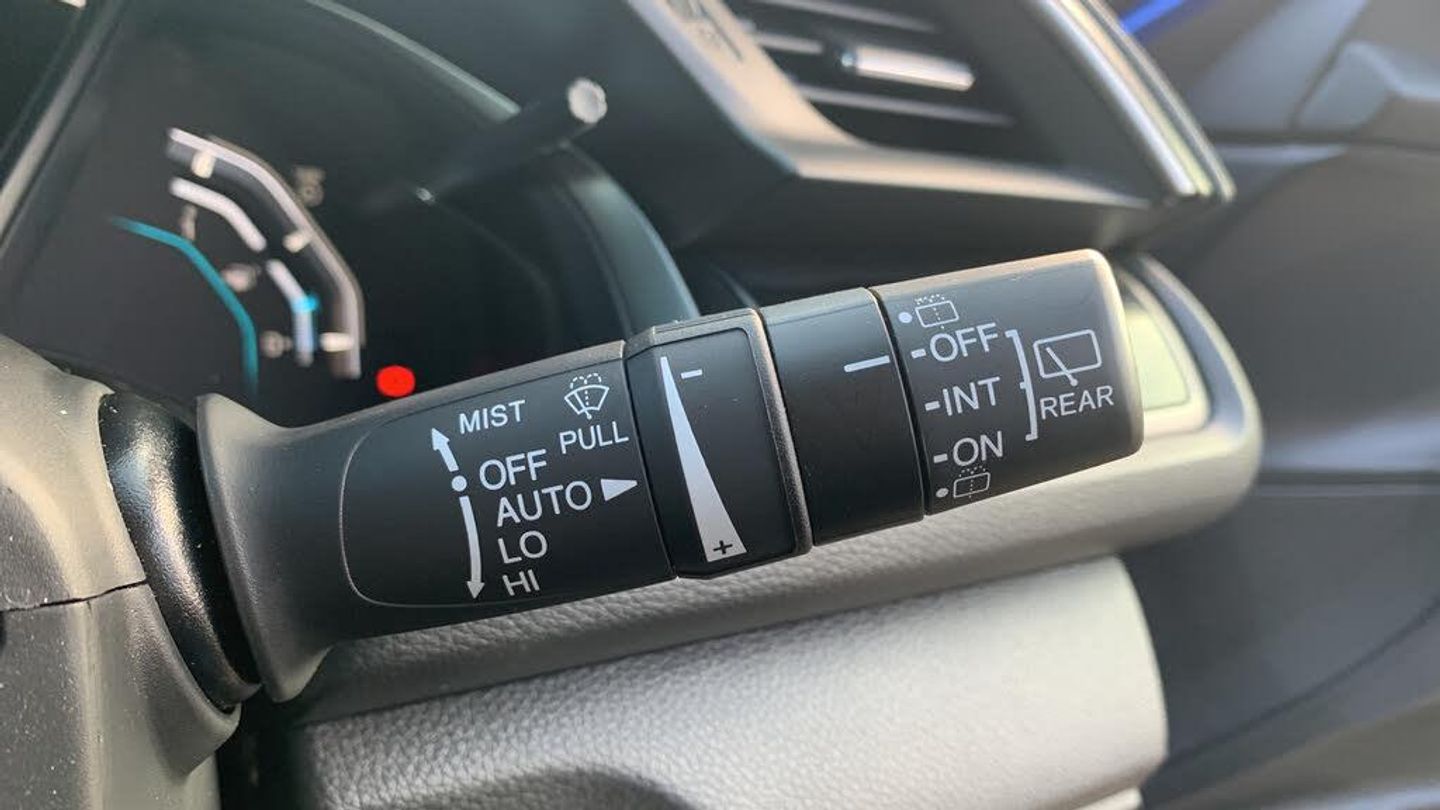 MIST
PULL
OFF
AUTO
LO
HI
-
+
OFF
INT
ON
REAR